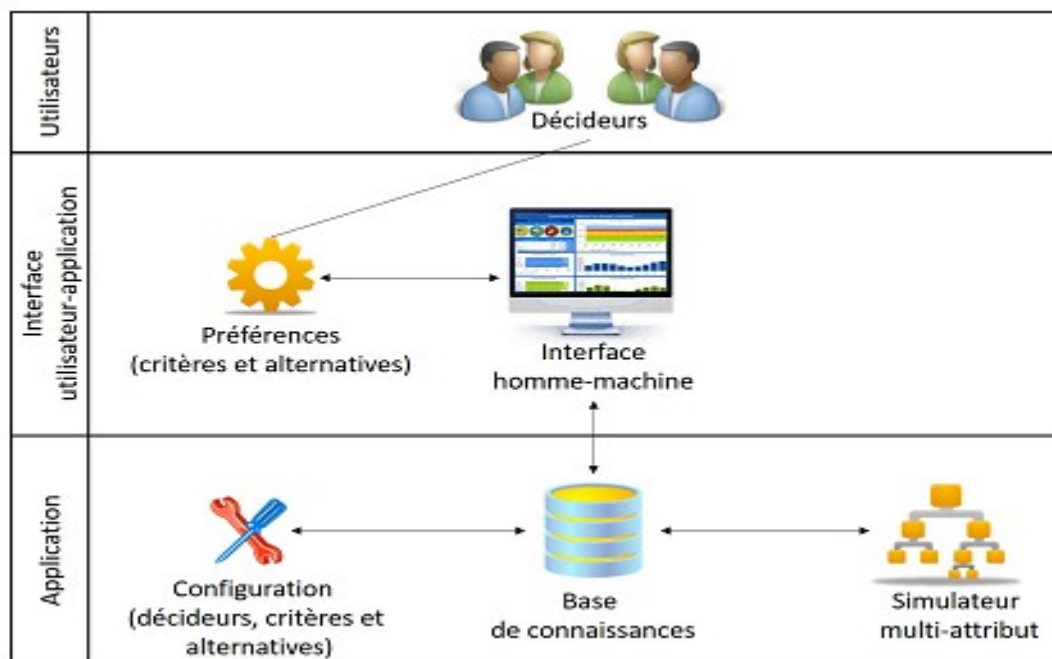 Utilisateurs
Décideurs
Interface
utilisateur-application
Préférences
(critères et alternatives)
Interface
homme-machine
Application
Configuration
(décideurs, critères et
alternatives)
Base
de connaissances
Simulateur
multi-attribut